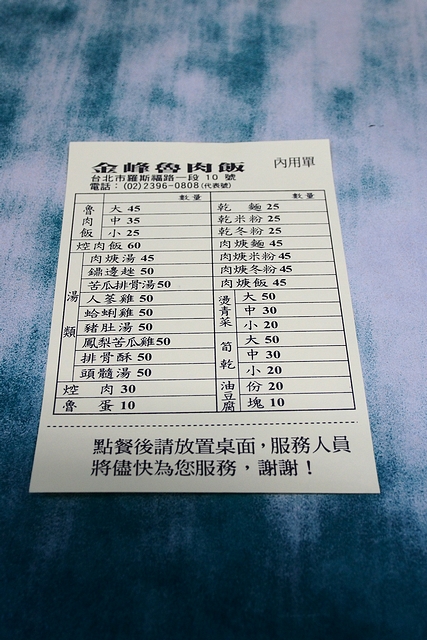 金峰魯肉飯 內用單
台北市羅斯福路一段 10 號
電話：(02)2396-0808(代表號)
數量 數量
魯肉飯 大 45
中 35
小 25
焢肉飯 60
湯類 肉焿湯 45
鏽邊趖 50
苦瓜排骨湯 50
人蔘雞 50
蛤蜊雞 50
豬肚湯 50
鳳梨苦瓜雞 50
排骨酥 50
頭髓湯 50
焢肉 30
魯蛋 10
乾麵 25
乾米粉 25
乾冬粉 25
肉焿麵 45
肉焿米粉 45
肉焿冬粉 45
肉焿飯 45
燙青菜 大 50
中 30
小 20
筍乾 大 50
中 30
小 20
油豆腐 份 20
塊 10
點餐後請放置桌面，服務人員
將儘快為您服務，謝謝！